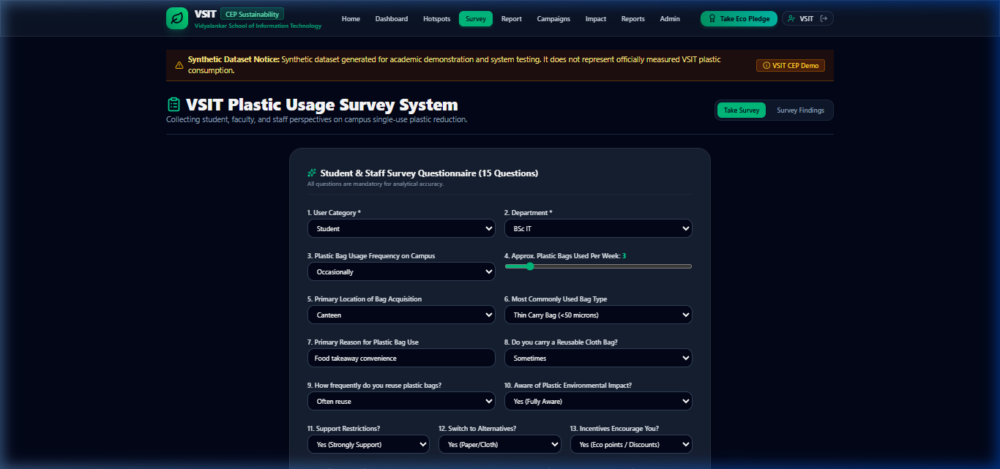 VSIT CEP Sustainability
Vidyalankar School of Information Technology
Home Dashboard Hotspots Survey Report Campaigns Impact Reports Admin
Take Eco Pledge
VSIT
Synthetic Dataset Notice: Synthetic dataset generated for academic demonstration and system testing. It does not represent officially measured VSIT plastic
consumption.
VSIT CEP Demo
VSIT Plastic Usage Survey System
Collecting student, faculty, and staff perspectives on campus single-use plastic reduction.
Take Survey Survey Findings
Student & Staff Survey Questionnaire (15 Questions)
All questions are mandatory for analytical accuracy.
1. User Category *
Student
2. Department *
BSc IT
3. Plastic Bag Usage Frequency on Campus
Occasionally
4. Approx. Plastic Bags Used Per Week: 3
5. Primary Location of Bag Acquisition
Canteen
6. Most Commonly Used Bag Type
Thin Carry Bag (<50 microns)
7. Primary Reason for Plastic Bag Use
Food takeaway convenience
8. Do you carry a Reusable Cloth Bag?
Sometimes
9. How frequently do you reuse plastic bags?
Often reuse
10. Aware of Plastic Environmental Impact?
Yes (Fully Aware)
11. Support Restrictions?
Yes (Strongly Support)
12. Switch to Alternatives?
Yes (Paper/Cloth)
13. Incentives Encourage You?
Yes (Eco points / Discounts)